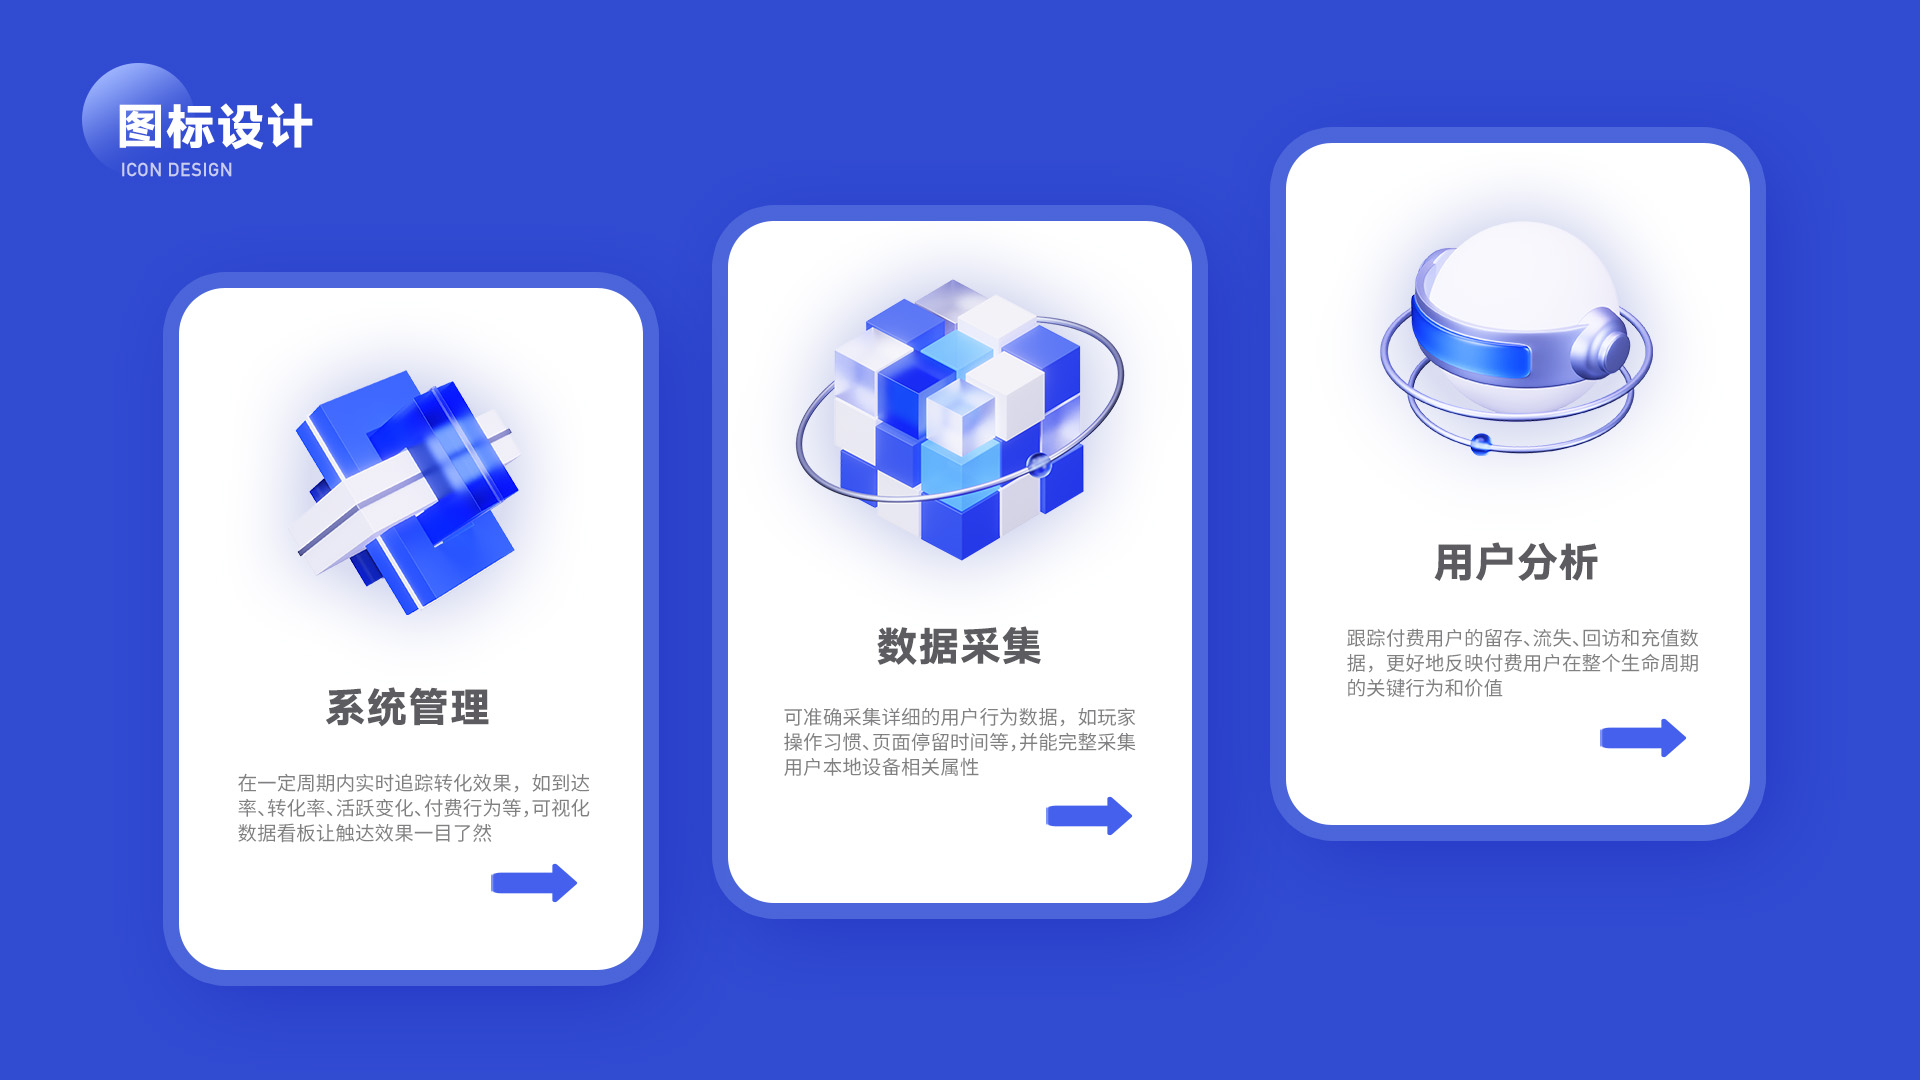 图标设计
ICON DESIGN
系统管理
在一定周期内实时追踪转化效果，如到达
率、转化率、活跃变化、付费行为等，可视化
数据看板让触达效果一目了然
数据采集
可准确采集详细的用户行为数据，如玩家
操作习惯、页面停留时间等，并能完整采集
用户本地设备相关属性
用户分析
跟踪付费用户的留存、流失、回访和充值数
据，更好地反映付费用户在整个生命周期
的关键行为和价值